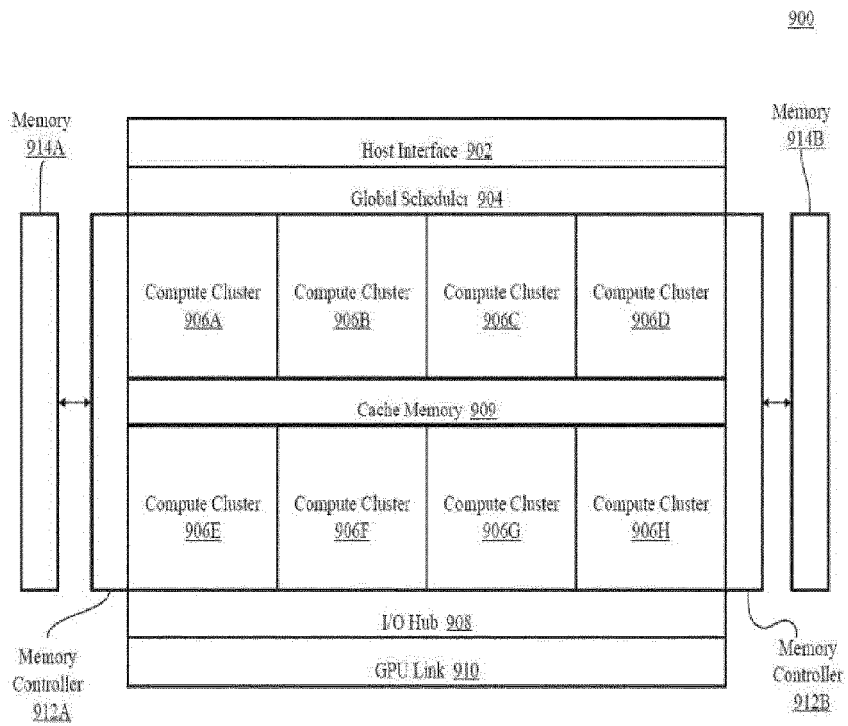 900
Memory
914A
Memory
914B
Host Interface 902
Global Scheduler 904
Compute Cluster
906A
Compute Cluster
906B
Compute Cluster
906C
Compute Cluster
906D
Cache Memory 909
Compute Cluster
906E
Compute Cluster
906F
Compute Cluster
906G
Compute Cluster
906H
I/O Hub 908
GPU Link 910
Memory
Controller
912A
Memory
Controller
912B